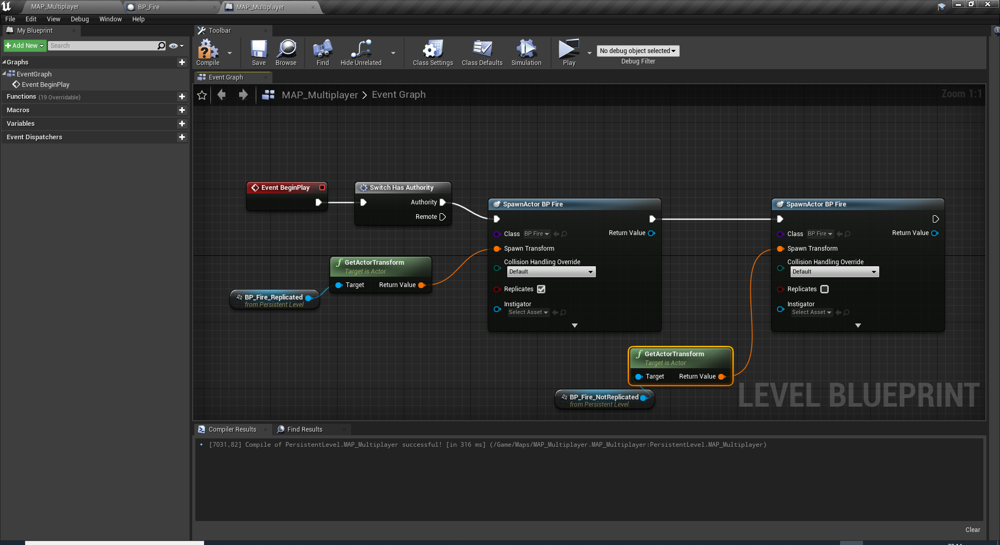 MAP_Multiplayer
BP_Fire
MAP_Multiplayer
File Edit View Debug Window Help
My Blueprint
Toolbar
Add New
Search
Graphs
EventGraph
Event BeginPlay
Functions (19 Overridable)
Macros
Variables
Event Dispatchers
Compile
Save
Browse
Find
Hide Unrelated
Class Settings
Class Defaults
Simulation
Play
No debug object selected
Debug Filter
Event Graph
MAP_Multiplayer > Event Graph
Zoom 1:1
Event BeginPlay
Switch Has Authority
Authority
Remote
SpawnActor BP Fire
Class BP Fire
Return Value
Spawn Transform
Collision Handling Override
Default
Replicates
Instigator
Select Asset
SpawnActor BP Fire
Class BP Fire
Return Value
Spawn Transform
Collision Handling Override
Default
Replicates
Instigator
Select Asset
GetActorTransform
Target is Actor
Target Return Value
BP_Fire_Replicated
from Persistent Level
GetActorTransform
Target is Actor
Target Return Value
BP_Fire_NotReplicated
from Persistent Level
LEVEL BLUEPRINT
Compiler Results
Find Results
[7031,82] Compile of PersistentLevel.MAP_Multiplayer successful! [in 316 ms] (/Game/Maps/MAP_Multiplayer.MAP_Multiplayer:PersistentLevel.MAP_Multiplayer)
Clear